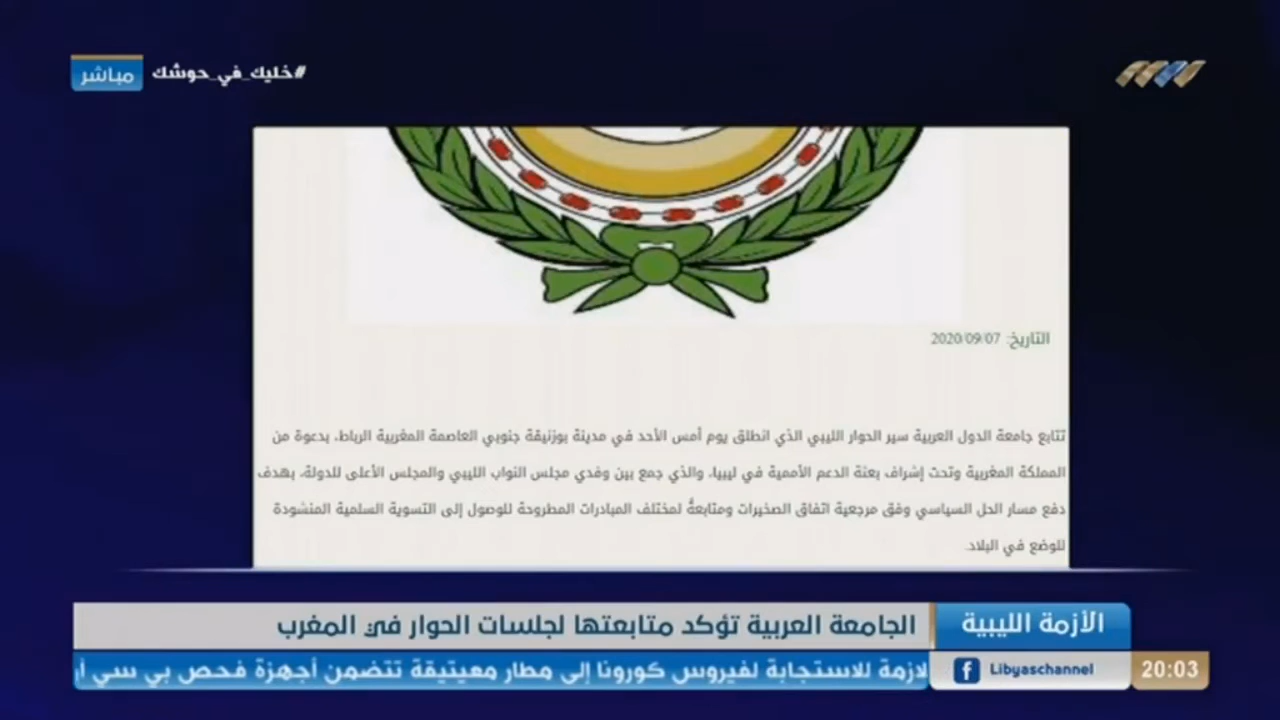 #خليك_في_حوشك
مباشر
التاريخ: 2020/09/07
تتابع جامعة الدول العربية سير الحوار الليبي الذي انطلق يوم أمس الأحد في مدينة بوزنيقة جنوبي العاصمة المغربية الرباط، بدعوة من
المملكة المغربية وتحت إشراف بعثة الدعم الأممية في ليبيا، والذي جمع بين وفدي مجلس النواب الليبي والمجلس الأعلى للدولة، بهدف
دفع مسار الحل السياسي وفق مرجعية اتفاق الصخيرات ومتابعةً لمختلف المبادرات المطروحة للوصول إلى التسوية السلمية المنشودة
للوضع في البلاد.
الأزمة الليبية
الجامعة العربية تؤكد متابعتها لجلسات الحوار في المغرب
20:03
Libyaschannel
لازمة للاستجابة لفيروس كورونا إلى مطار معيتيقة تتضمن أجهزة فحص بي سي أر